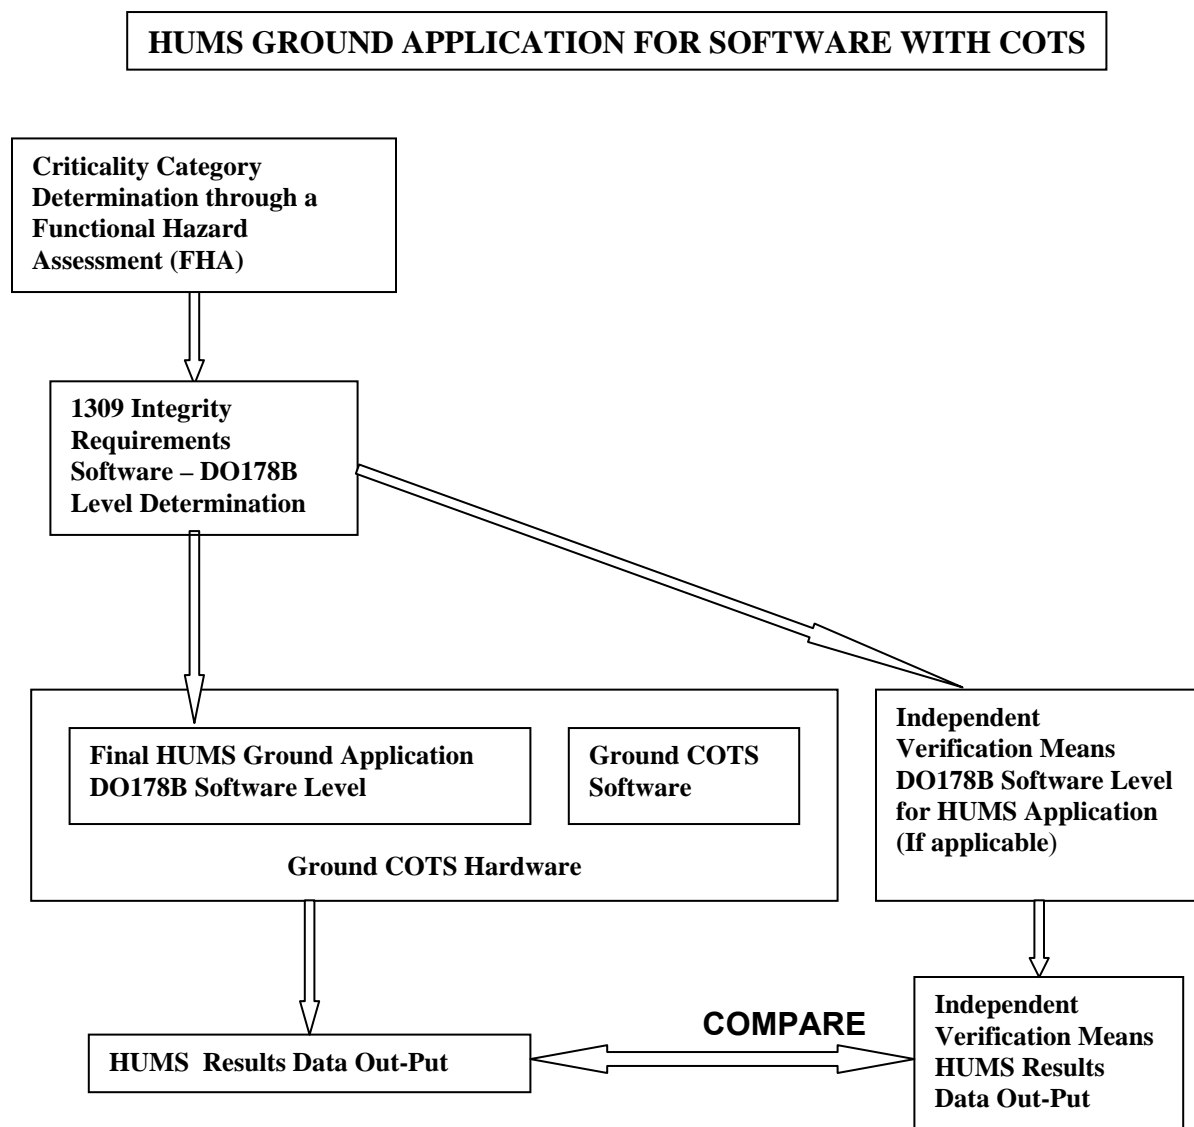 HUMS GROUND APPLICATION FOR SOFTWARE WITH COTS
Criticality Category
Determination through a
Functional Hazard
Assessment (FHA)
1309 Integrity
Requirements
Software – DO178B
Level Determination
Final HUMS Ground Application
DO178B Software Level
Ground COTS
Software
Ground COTS Hardware
Independent
Verification Means
DO178B Software Level
for HUMS Application
(If applicable)
HUMS  Results Data Out-Put
COMPARE
Independent
Verification Means
HUMS Results
Data Out-Put